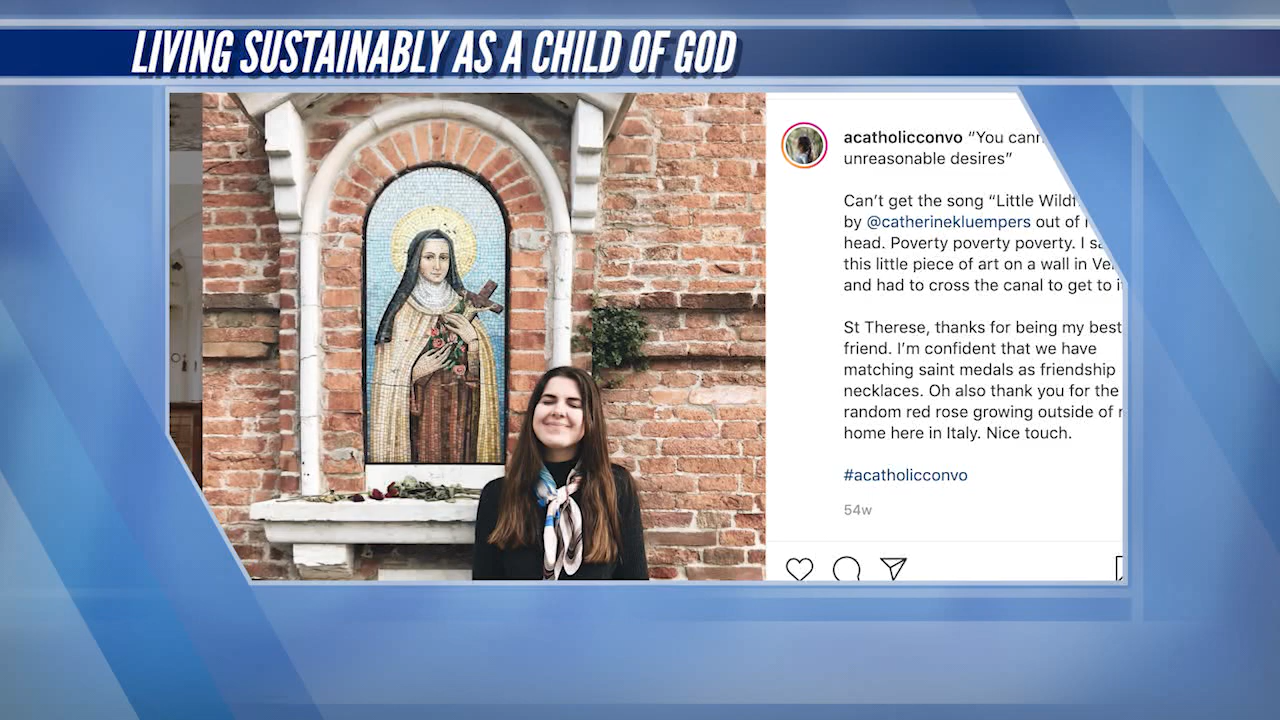 LIVING SUSTAINABLY AS A CHILD OF GOD
acatholicconvo “You
unreasonable desires”
Can’t get the song “Little
by @catherinekluempers out of
head. Poverty poverty poverty. I
this little piece of art on a wall in
and had to cross the canal to get to
St Therese, thanks for being my best
friend. I’m confident that we have
matching saint medals as friendship
necklaces. Oh also thank you for the
random red rose growing outside of
home here in Italy. Nice touch.
#acatholicconvo
54w